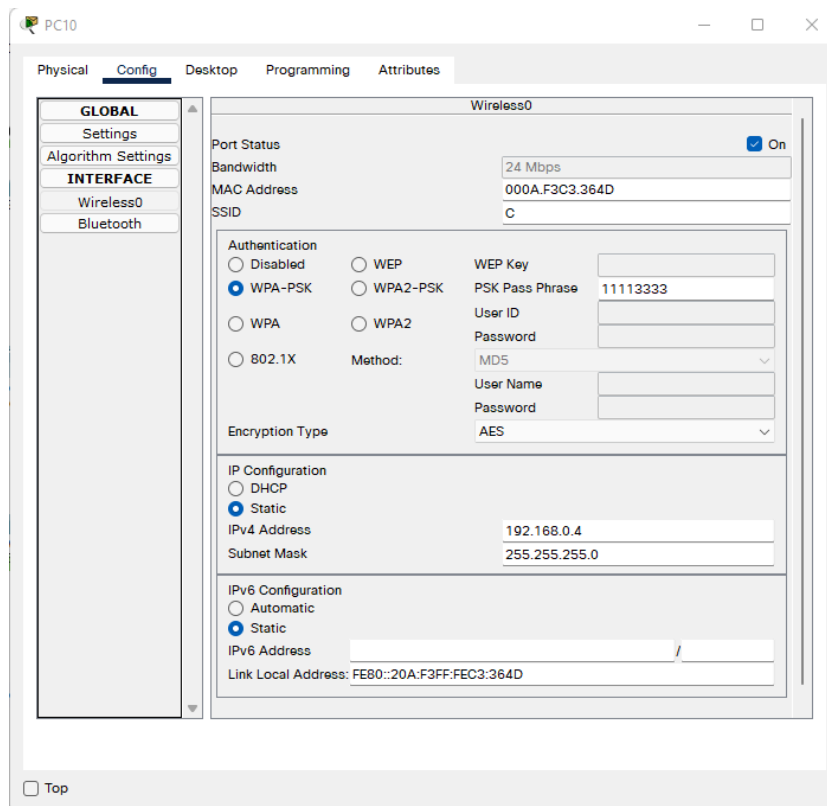 PC10
Physical Config Desktop Programming Attributes
GLOBAL
Settings
Algorithm Settings
INTERFACE
Wireless0
Bluetooth
Wireless0
Port Status On
Bandwidth 24 Mbps
MAC Address 000A.F3C3.364D
SSID C
Authentication
Disabled WEP WEP Key
WPA-PSK WPA2-PSK PSK Pass Phrase 11113333
User ID
WPA WPA2
Password
802.1X Method: MD5
User Name
Password
Encryption Type AES
IP Configuration
DHCP
Static
IPv4 Address 192.168.0.4
Subnet Mask 255.255.255.0
IPv6 Configuration
Automatic
Static
IPv6 Address /
Link Local Address: FE80::20A:F3FF:FEC3:364D
Top